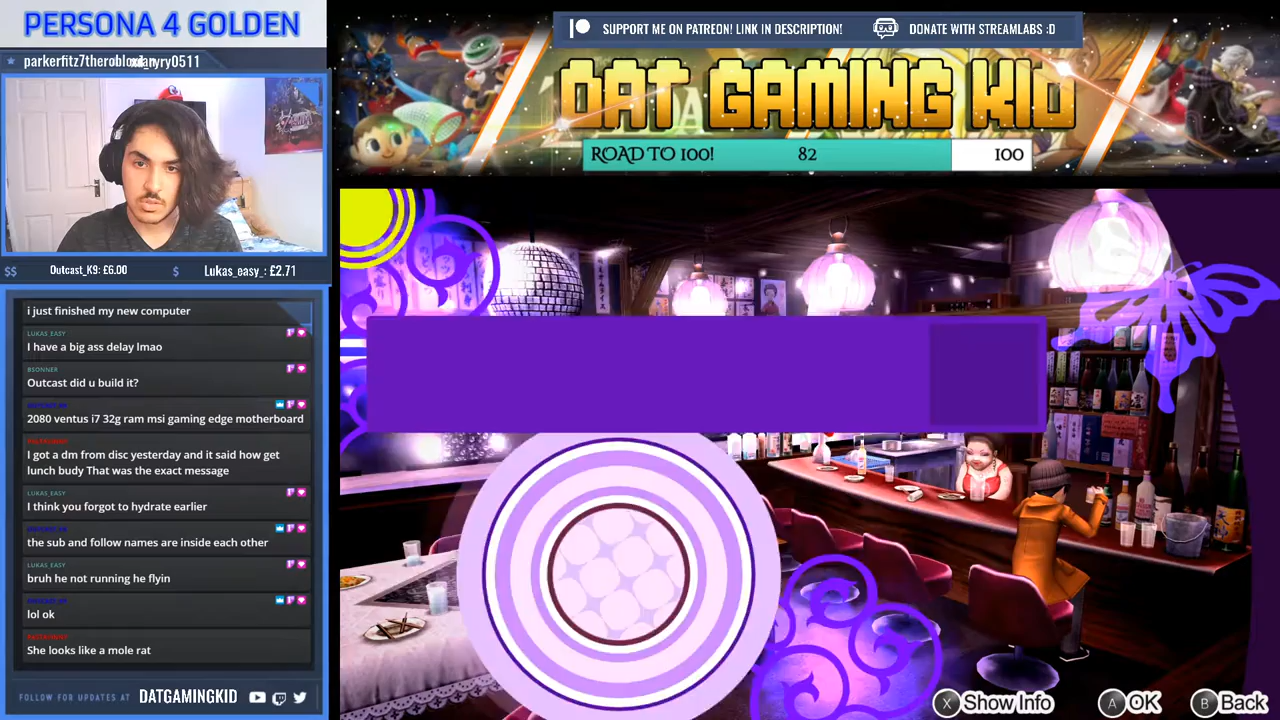 PERSONA 4 GOLDEN
SUPPORT ME ON PATREON! LINK IN DESCRIPTION!
DONATE WITH STREAMLABS :D
DAT GAMING KID
ROAD TO 100! 82 100
$$ Outcast_K9: £6.00 $ Lukas_easy_: £2.71
i just finished my new computer
LUKAS_EASY
I have a big ass delay lmao
BSONNER
Outcast did u build it?
2080 ventus i7 32g ram msi gaming edge motherboard
I got a dm from disc yesterday and it said how get
lunch budy That was the exact message
LUKAS_EASY
I think you forgot to hydrate earlier
the sub and follow names are inside each other
LUKAS_EASY
bruh he not running he flyin
lol ok
She looks like a mole rat
FOLLOW FOR UPDATES AT DATGAMINGKID
X Show Info A OK B Back